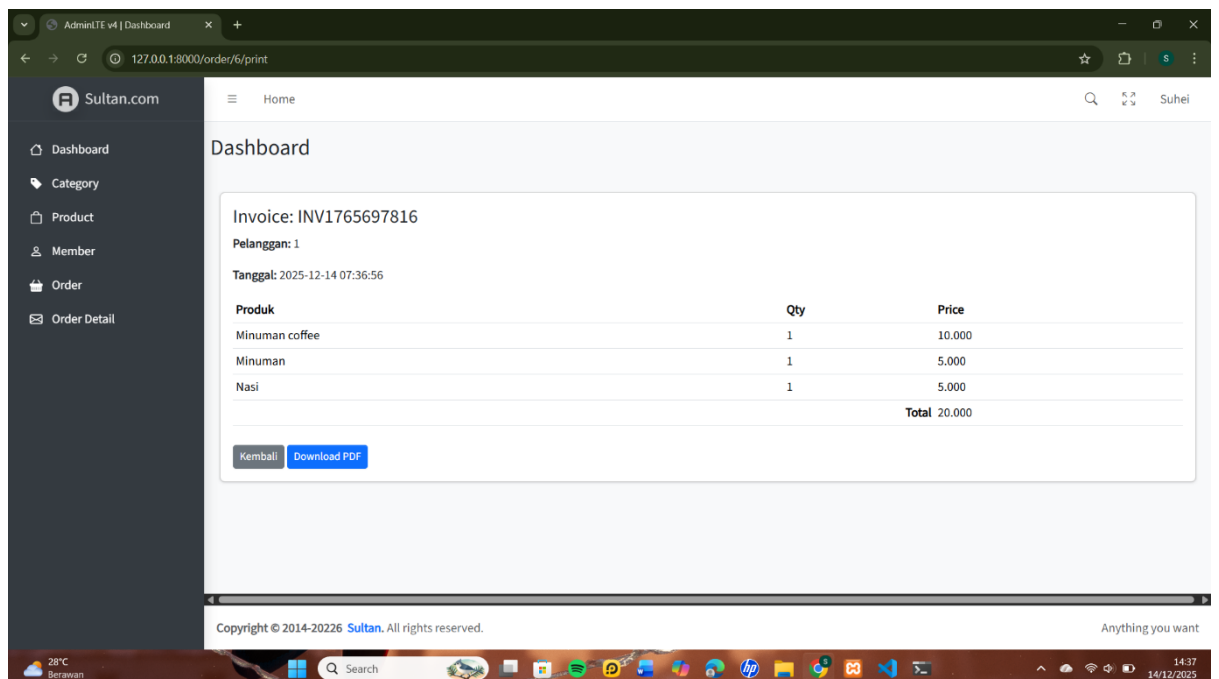 AdminLTE v4 | Dashboard
127.0.0.1:8000/order/6/print
S
Sultan.com
Home
Suhei
Dashboard
Category
Product
Member
Order
Order Detail
Dashboard
Invoice: INV1765697816
Pelanggan: 1
Tanggal: 2025-12-14 07:36:56
Produk Qty Price
Minuman coffee 1 10.000
Minuman 1 5.000
Nasi 1 5.000
Total 20.000
Kembali Download PDF
Copyright © 2014-20226 Sultan. All rights reserved. Anything you want
28°C
Berawan
Search
hp
14:37
14/12/2025